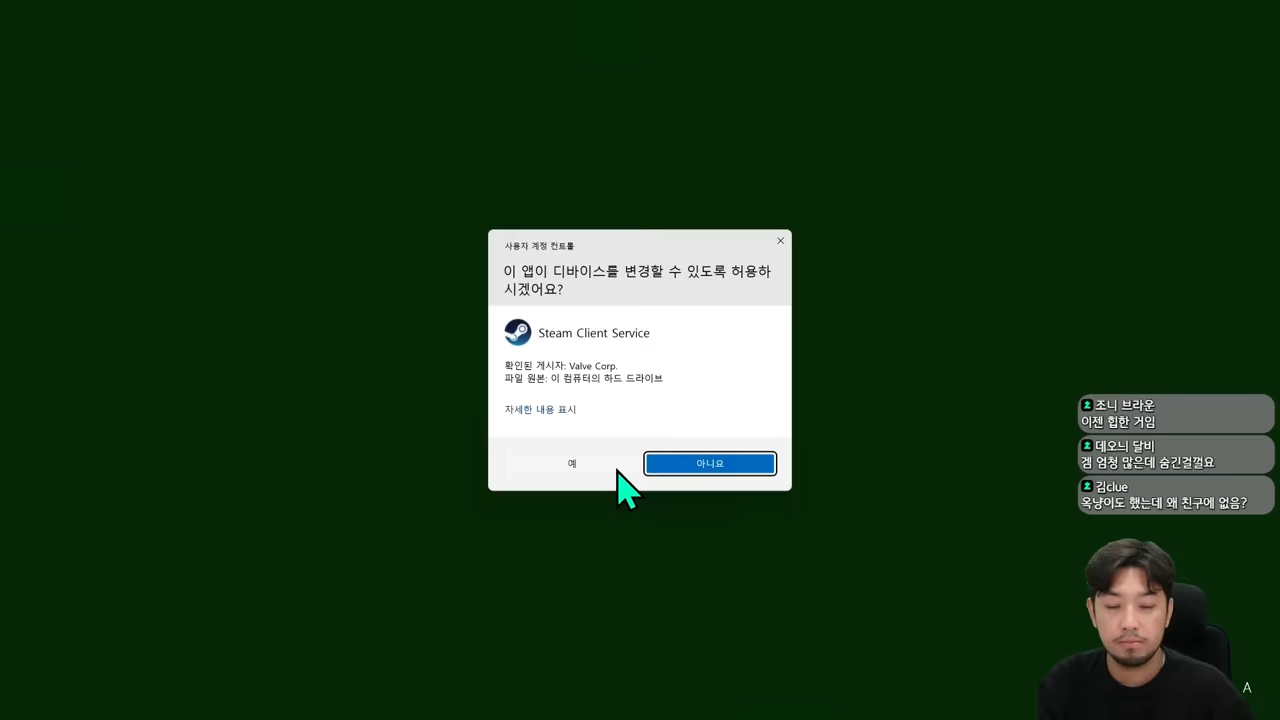 사용자 계정 컨트롤
이 앱이 디바이스를 변경할 수 있도록 허용하
시겠어요?
Steam Client Service
확인된 게시자: Valve Corp.
파일 원본: 이 컴퓨터의 하드 드라이브
자세한 내용 표시
예
아니요
조니 브라운
이젠 힙한 거임
데오니 달비
겜 엄청 많은데 숨긴걸껄요
김clue
옥냥이도 했는데 왜 친구에 없음?
A